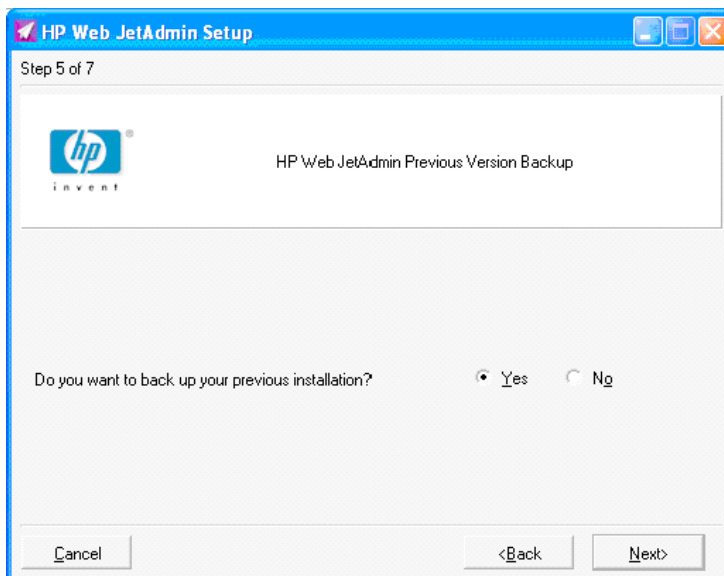 HP Web JetAdmin Setup
Step 5 of 7
hp
®
invent
HP Web JetAdmin Previous Version Backup
Do you want to back up your previous installation?
Yes
No
Cancel
<Back
Next>